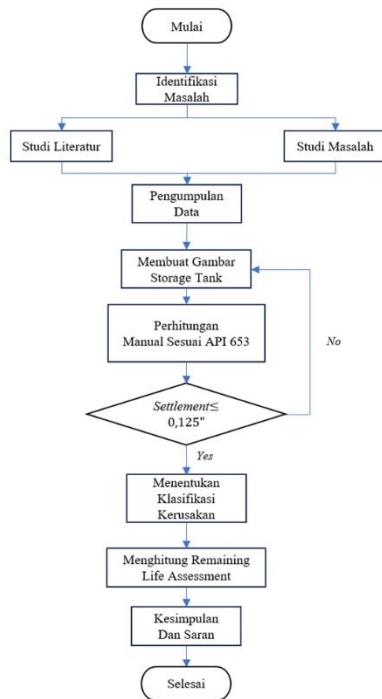 Mulai
Identifikasi
Masalah
Studi Literatur
Studi Masalah
Pengumpulan
Data
Membuat Gambar
Storage Tank
Perhitungan
Manual Sesuai API 653
No
Settlement≤
0,125"
Yes
Menentukan
Klasifikasi
Kerusakan
Menghitung Remaining
Life Assessment
Kesimpulan
Dan Saran
Selesai